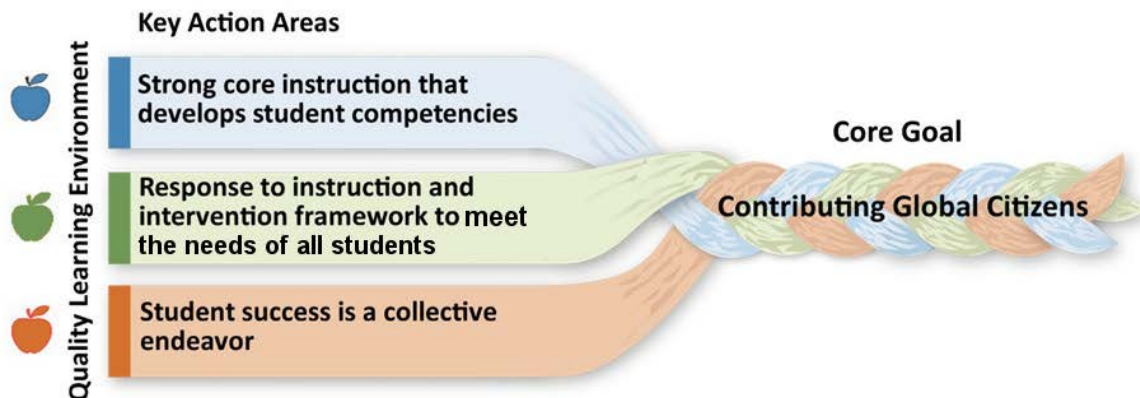 Key Action Areas
Quality Learning Environment
Strong core instruction that
develops student competencies
Response to instruction and
intervention framework to meet
the needs of all students
Student success is a collective
endeavor
Core Goal
Contributing Global Citizens